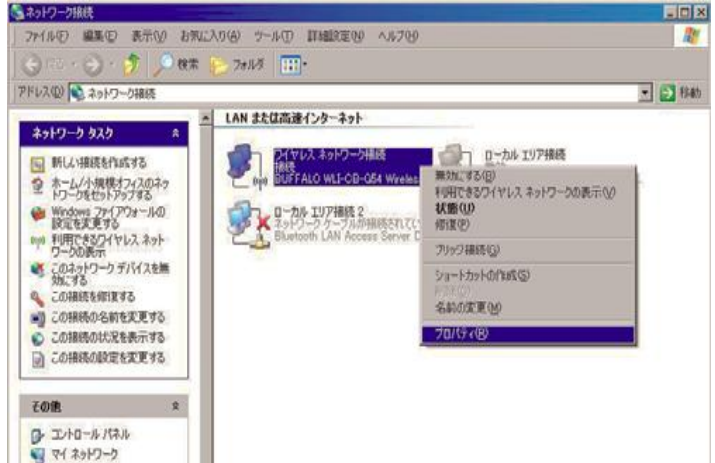 ネットワーク接続
ファイル(F) 編集(E) 表示(V) お気に入り(A) ツール(T) 詳細設定(N) ヘルプ(H)
戻る 検索 フォルダ
アドレス(D) ネットワーク接続 移動
ネットワーク タスク
新しい接続を作成する
ホーム/小規模オフィスのネッ
トワークをセットアップする
Windows ファイアウォールの
設定を変更する
利用できるワイヤレス ネット
ワークの表示
このネットワーク デバイスを無
効にする
この接続を修復する
この接続の名前を変更する
この接続の状況を表示する
この接続の設定を変更する
その他
コントロール パネル
マイ ネットワーク
LAN または高速インターネット
ワイヤレス ネットワーク接続
接続
BUFFALO WLI-CB-G54 Wireles
ローカル エリア接続
ローカル エリア接続 2
ネットワーク ケーブルが接続されてい
Bluetooth LAN Access Server D
無効にする(B)
利用できるワイヤレス ネットワークの表示(V)
状態(U)
修復(P)
ブリッジ接続(G)
ショートカットの作成(S)
名前の変更(M)
プロパティ(R)